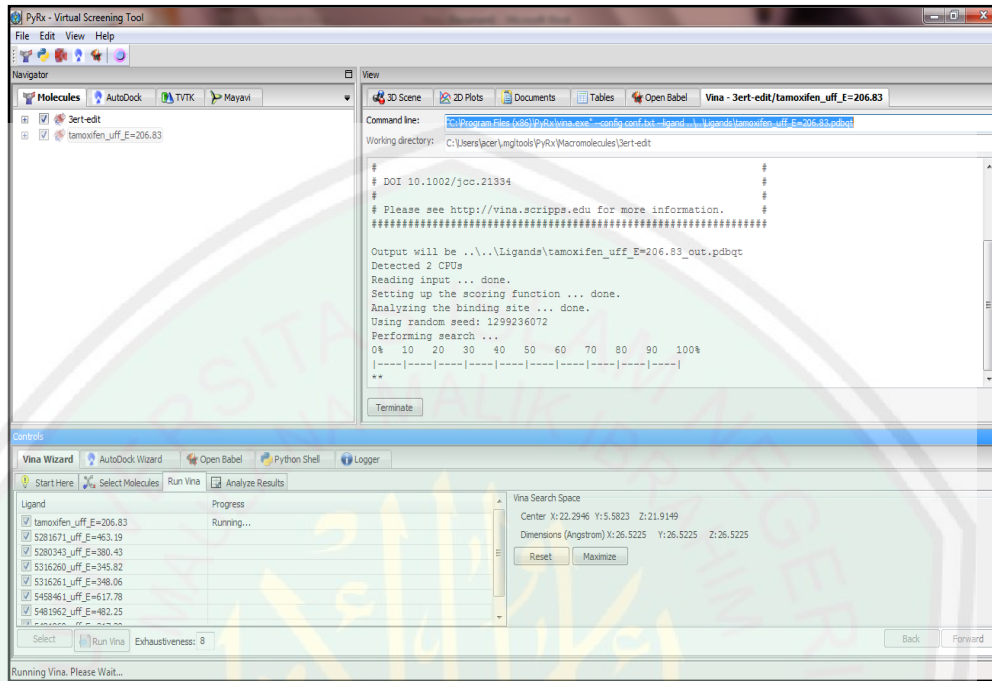 PyRx - Virtual Screening Tool
File Edit View Help
Navigator
View
Molecules AutoDock TVTK Mayavi
3D Scene 2D Plots Documents Tables Open Babel Vina - 3ert-edit/tamoxifen_uff_E=206.83
3ert-edit
tamoxifen_uff_E=206.83
Command line: "C:\Program Files (x86)\PyRx\vina.exe" --config conf.txt --ligand ..\..\Ligands\tamoxifen_uff_E=206.83.pdbqt
Working directory: C:\Users\acer\.mgltools\PyRx\Macromolecules\3ert-edit
# #
# DOI 10.1002/jcc.21334 #
# #
# Please see http://vina.scripps.edu for more information. #
#################################################################
Output will be ..\..\Ligands\tamoxifen_uff_E=206.83_out.pdbqt
Detected 2 CPUs
Reading input ... done.
Setting up the scoring function ... done.
Analyzing the binding site ... done.
Using random seed: 1299236072
Performing search ...
0% 10 20 30 40 50 60 70 80 90 100%
|----|----|----|----|----|----|----|----|----|----|
**
Terminate
Controls
Vina Wizard AutoDock Wizard Open Babel Python Shell Logger
Start Here Select Molecules Run Vina Analyze Results
Ligand Progress
tamoxifen_uff_E=206.83 Running...
5281671_uff_E=463.19
5280343_uff_E=380.43
5316260_uff_E=345.82
5316261_uff_E=348.06
5458461_uff_E=617.78
5481962_uff_E=482.25
Vina Search Space
Center X:22.2946 Y:5.5823 Z:21.9149
Dimensions (Angstrom) X:26.5225 Y:26.5225 Z:26.5225
Reset Maximize
Select Run Vina Exhaustiveness: 8
Back Forward
Running Vina. Please Wait...